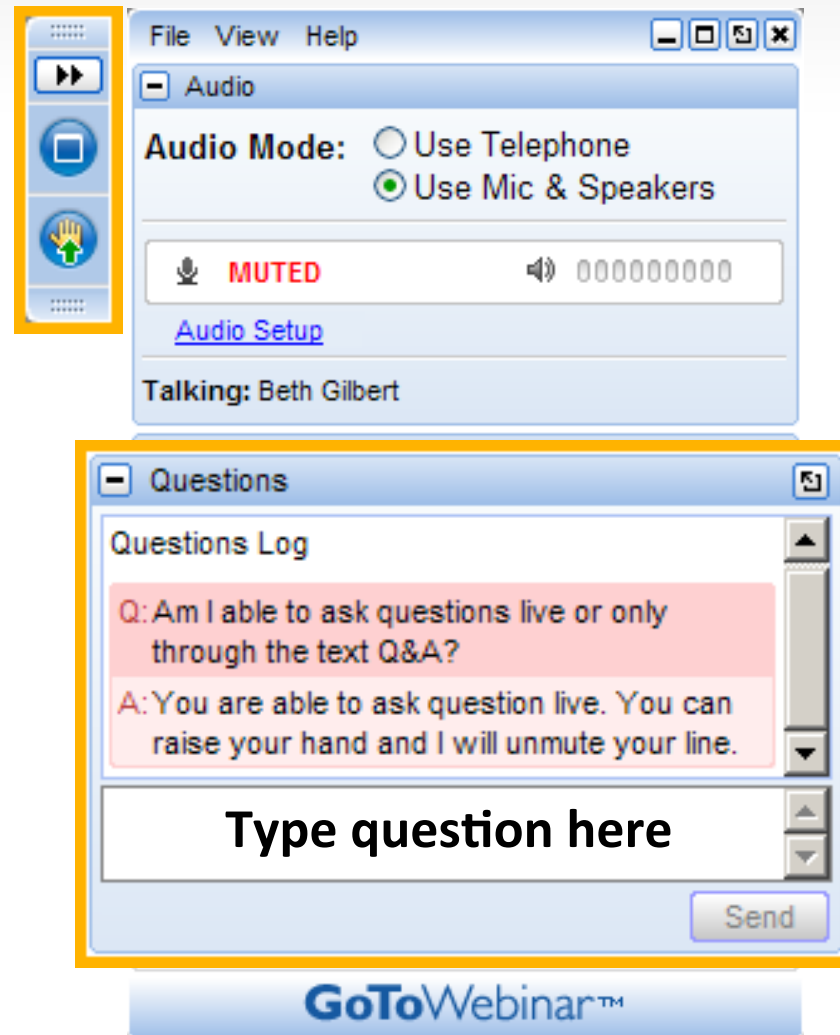 File View Help
Audio
Audio Mode: Use Telephone
Use Mic & Speakers
MUTED 000000000
Audio Setup
Talking: Beth Gilbert
Questions
Questions Log
Q: Am I able to ask questions live or only
through the text Q&A?
A: You are able to ask question live. You can
raise your hand and I will unmute your line.
Type question here
Send
GoToWebinar™